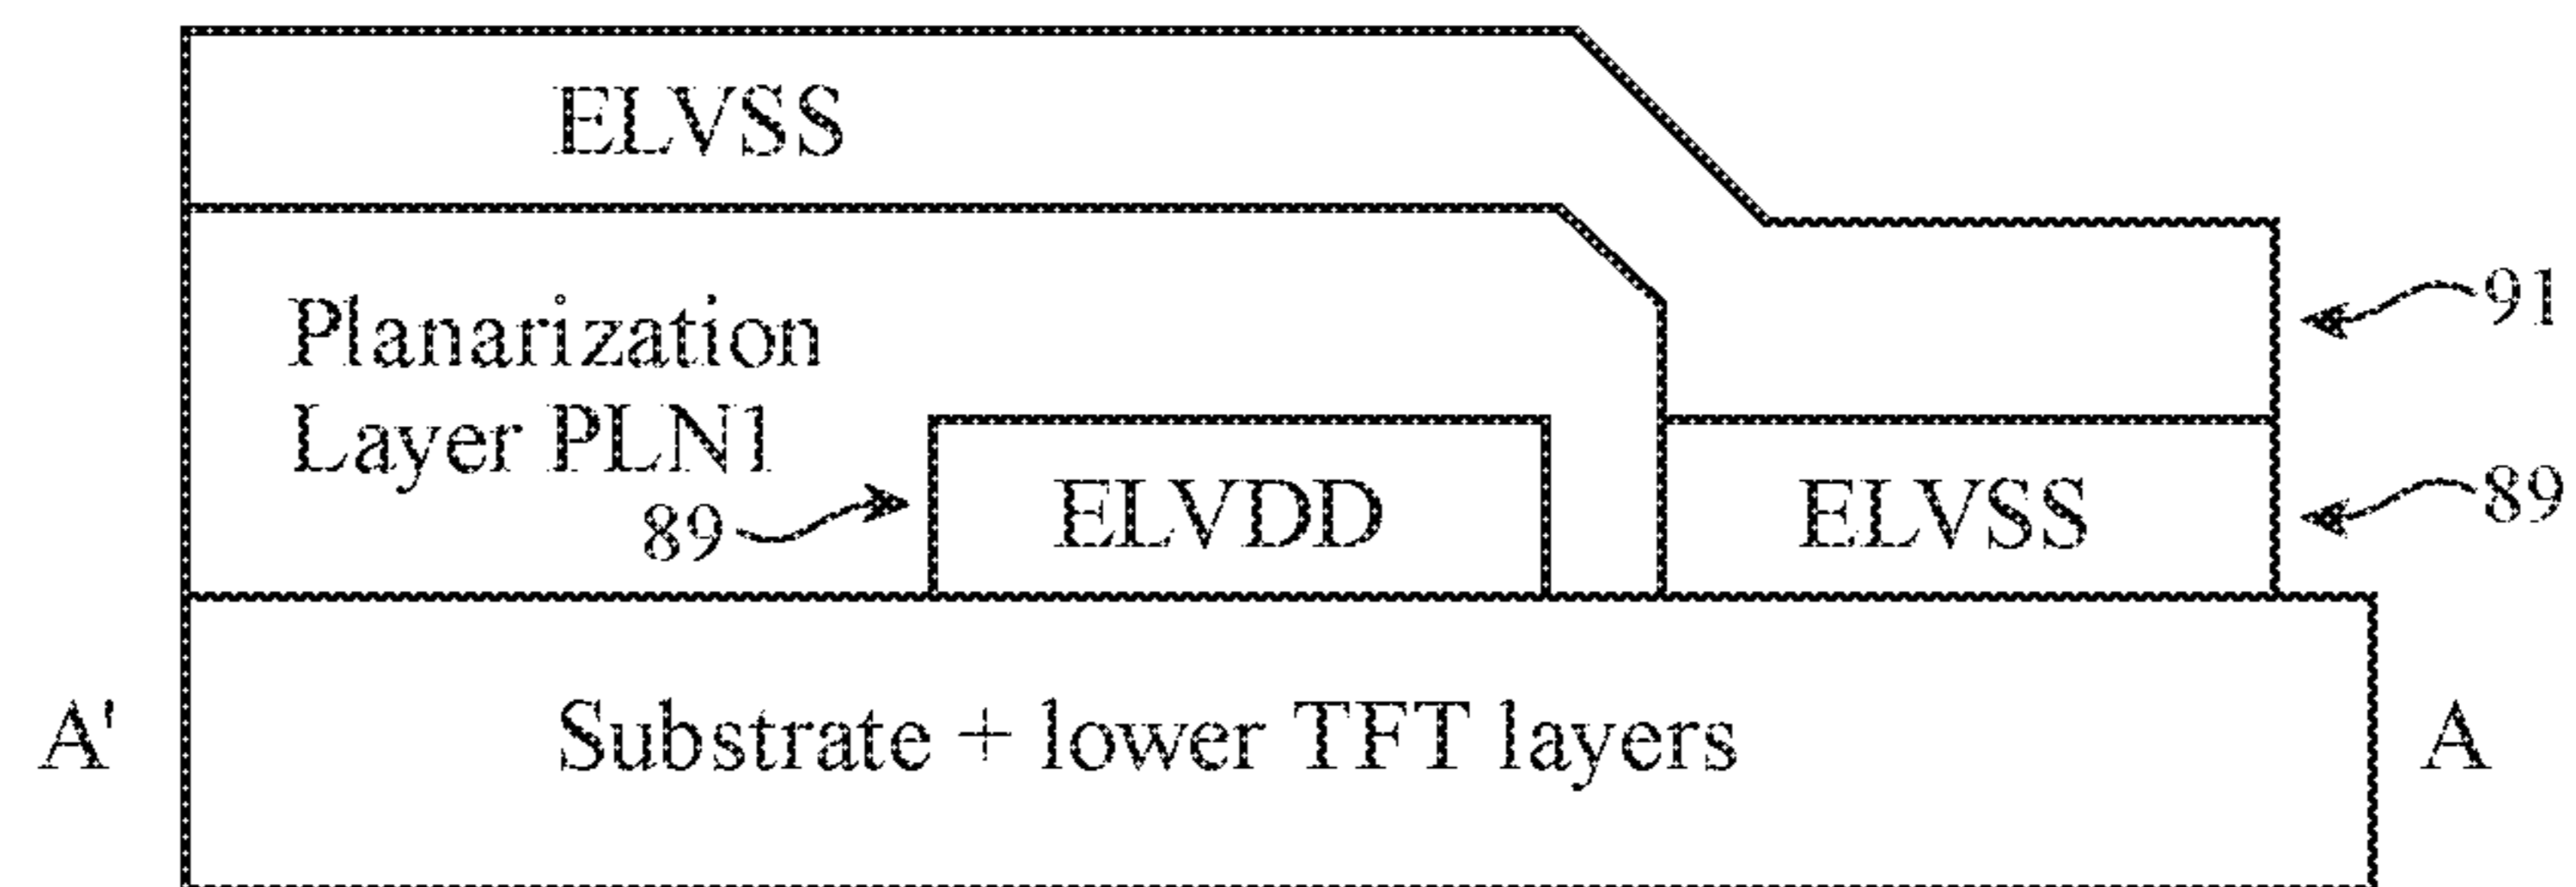 ELVSS
Planarization
Layer PLN1
91
89
ELVDD
ELVSS
89
A'
Substrate + lower TFT layers
A